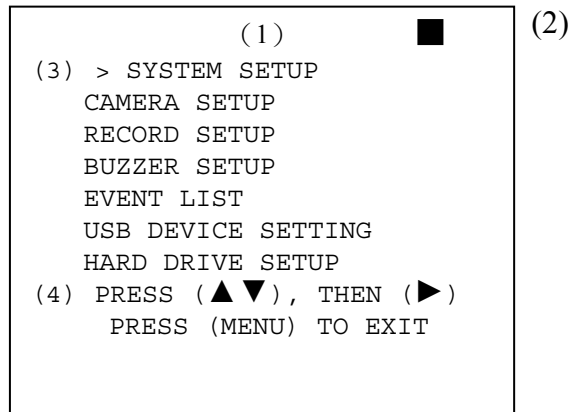 (1) ■ (2)
(3) > SYSTEM SETUP
CAMERA SETUP
RECORD SETUP
BUZZER SETUP
EVENT LIST
USB DEVICE SETTING
HARD DRIVE SETUP
(4) PRESS (▲▼), THEN (►)
PRESS (MENU) TO EXIT